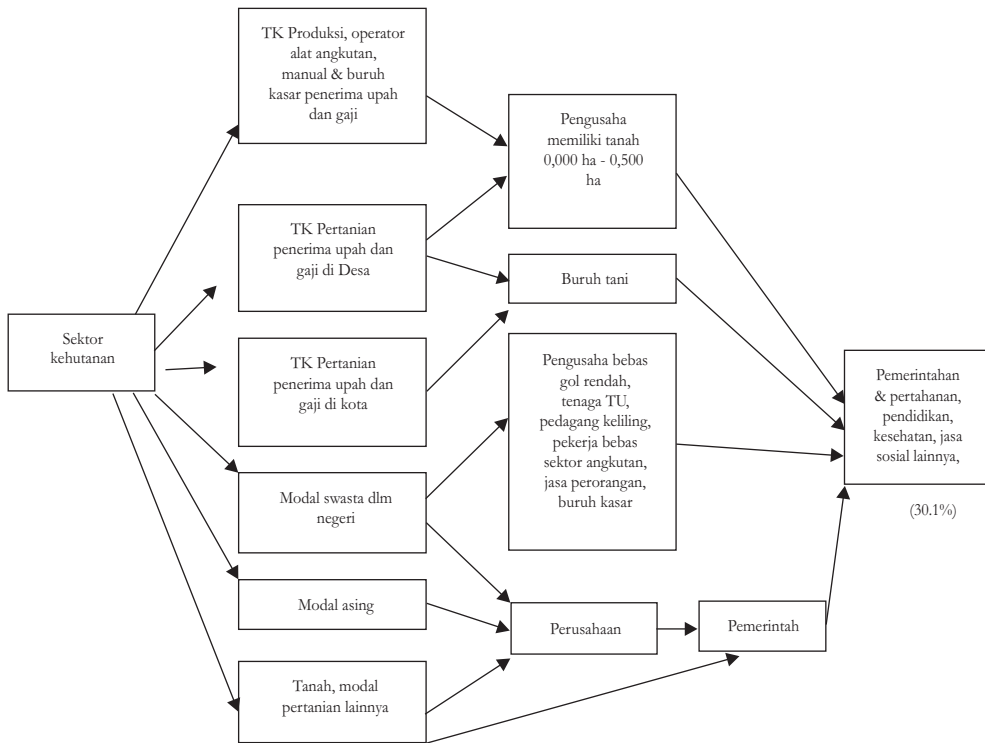 Sektor
kehutanan
TK Produksi, operator
alat angkutan,
manual & buruh
kasar penerima upah
dan gaji
TK Pertanian
penerima upah dan
gaji di Desa
TK Pertanian
penerima upah dan
gaji di kota
Modal swasta dlm
negeri
Modal asing
Tanah, modal
pertanian lainnya
Pengusaha
memiliki tanah
0,000 ha - 0,500
ha
Buruh tani
Pengusaha bebas
gol rendah,
tenaga TU,
pedagang keliling,
pekerja bebas
sektor angkutan,
jasa perorangan,
buruh kasar
Perusahaan
Pemerintah
Pemerintahan
& pertahanan,
pendidikan,
kesehatan, jasa
sosial lainnya,
(30.1%)